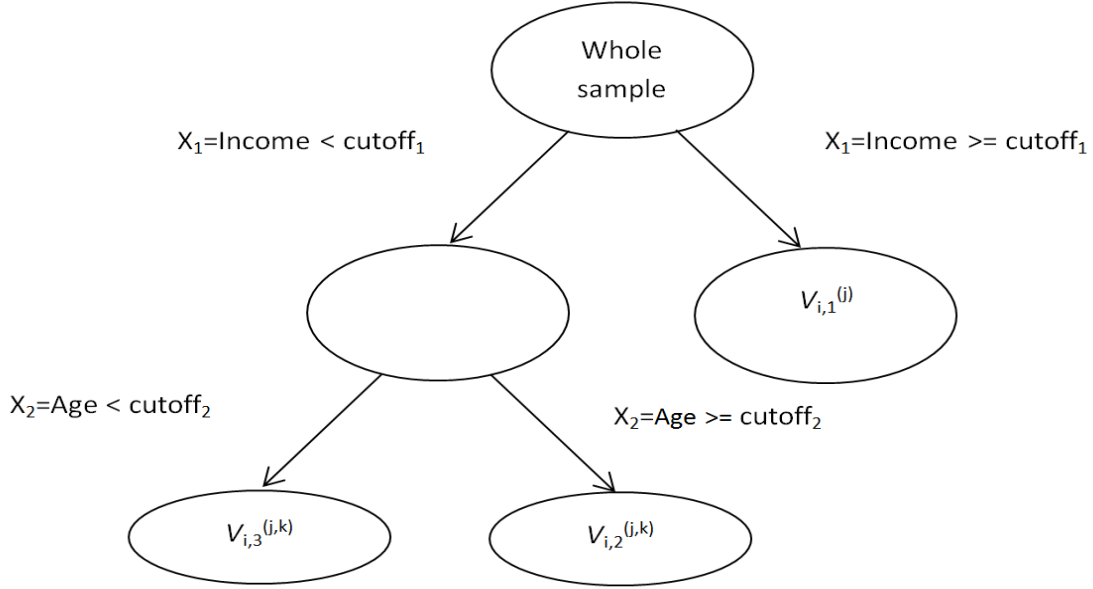 Whole
sample
X₁=Income < cutoff₁
X₁=Income >= cutoff₁
V_{i,1}^{(j)}
X₂=Age < cutoff₂
X₂=Age >= cutoff₂
V_{i,3}^{(j,k)}
V_{i,2}^{(j,k)}